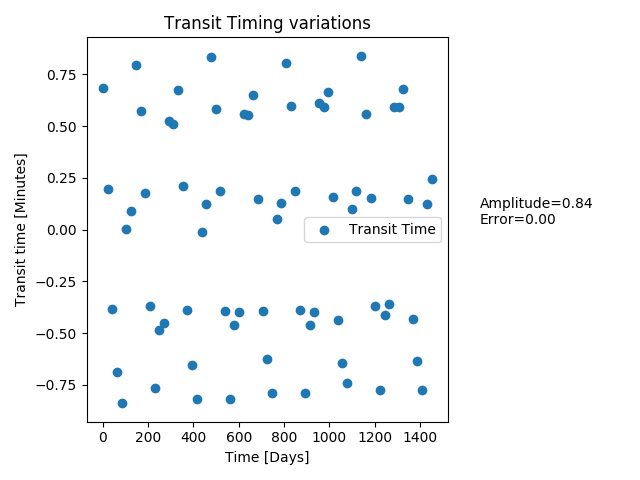 Transit Timing variations
Transit time [Minutes]
0.75
0.50
0.25
0.00
−0.25
−0.50
−0.75
Transit Time
Amplitude=0.84
Error=0.00
0 200 400 600 800 1000 1200 1400
Time [Days]